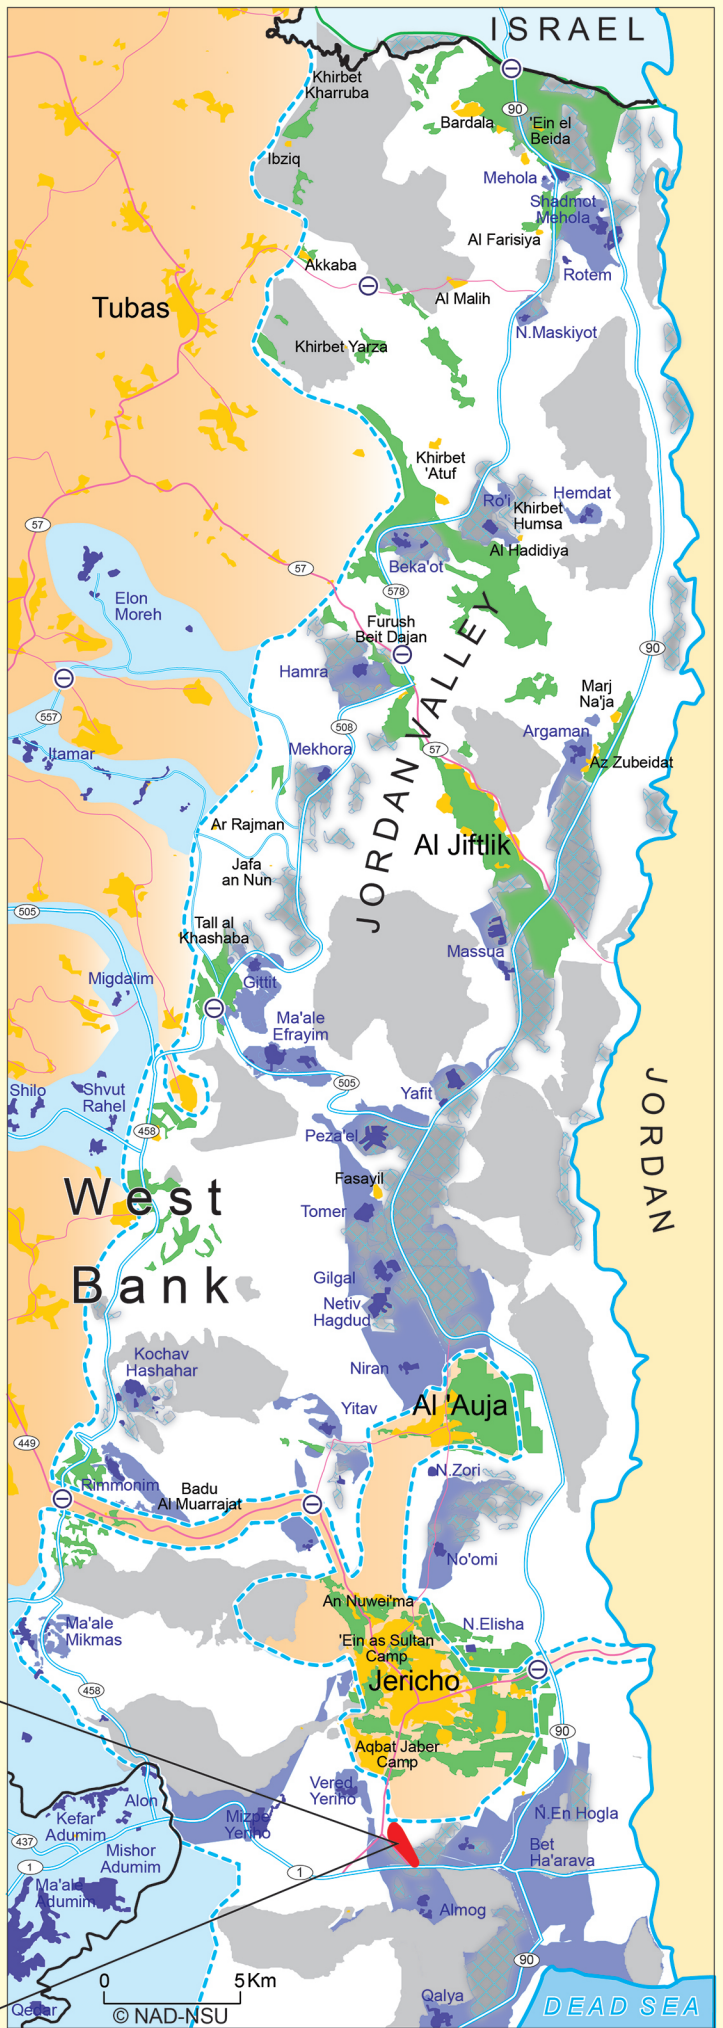 ISRAEL
Khirbet
Kharruba
90
Bardala
'Ein el
Beida
Ibziq
Mehola
Shadmot
Mehola
Al Farisiya
Akkaba
Rotem
Tubas
Al Malih
N.Maskiyot
Khirbet Yarza
Khirbet
'Atuf
Ro'i
Hemdat
Khirbet
Humsa
57
Al Hadidiya
Beka'ot
57
578
Elon
Moreh
Furush
Beit Dajan
90
Hamra
JORDAN VALLEY
Marj
Na'ja
557
508
Argaman
Itamar
Mekhora
57
Az Zubeidat
Ar Rajman
Al Jiftlik
Jafa
an Nun
505
Tall al
Khashaba
Massua
Migdalim
Gittit
Ma'ale
Efrayim
505
Yafit
Shilo
Shvut
Rahel
JORDAN
458
Peza'el
Fasayil
West
Bank
Tomer
Gilgal
Netiv
Hagdud
Kochav
Hashahar
Niran
Al 'Auja
Yitav
449
N.Zori
Rimmonim
Badu
Al Muarrajat
No'omi
An Nuwei'ma
N.Elisha
Ma'ale
Mikmas
'Ein as Sultan
Camp
Jericho
458
90
Aqbat Jaber
Camp
Vered
Yeriho
Alon
Mizpe
Yeriho
N.En Hogla
Kefar
Adumim
437
Mishor
Adumim
Bet
Ha'arava
1
1
Ma'ale
Adumim
Almog
90
0 5Km
Qalya
Qedar
© NAD-NSU
DEAD SEA